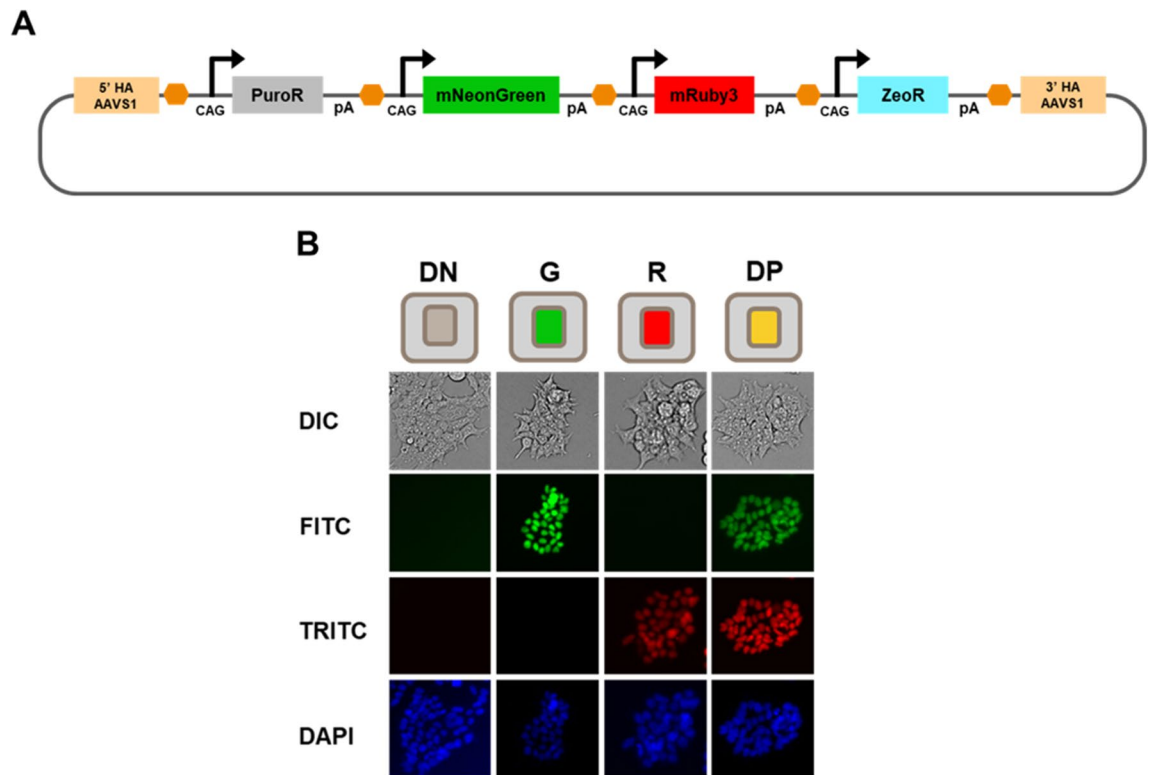 A
5' HA
AAVS1
CAG
PuroR
pA
CAG
mNeonGreen
pA
CAG
mRuby3
pA
CAG
ZeoR
pA
3' HA
AAVS1
B
DN G R DP
DIC
FITC
TRITC
DAPI